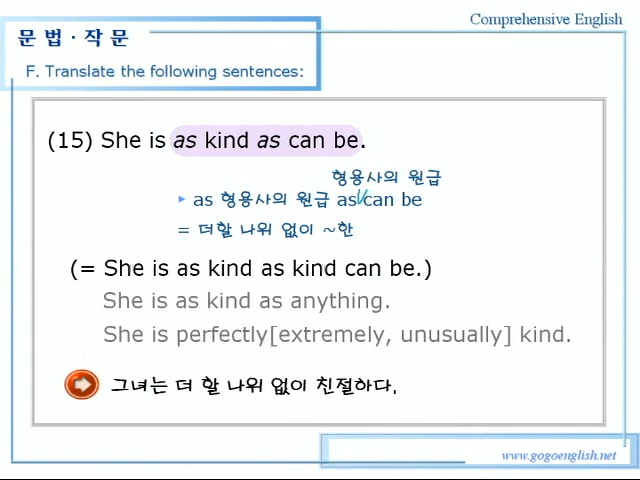 Comprehensive English
문 법 · 작 문
F. Translate the following sentences:
(15) She is as kind as can be.
형용사의 원급
▸ as 형용사의 원급 as∨can be
= 더할 나위 없이 ~한
(= She is as kind as kind can be.)
She is as kind as anything.
She is perfectly[extremely, unusually] kind.
그녀는 더 할 나위 없이 친절하다.
www.gogoenglish.net